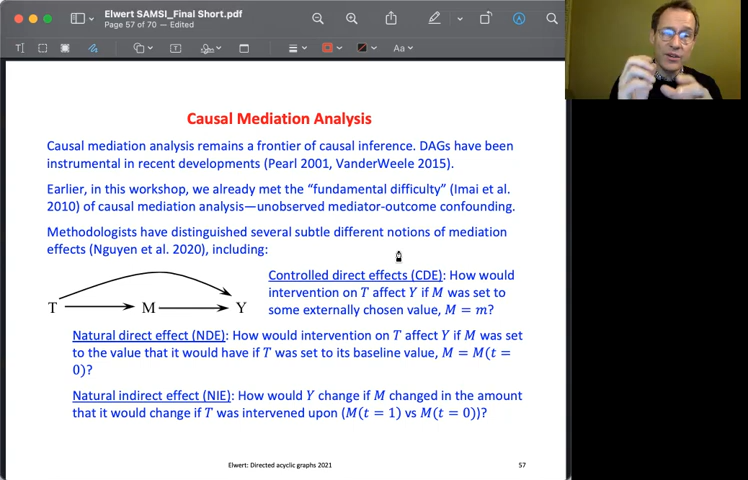 Elwert SAMSI_Final Short.pdf
Page 57 of 70 — Edited
Aa
Causal Mediation Analysis
Causal mediation analysis remains a frontier of causal inference. DAGs have been
instrumental in recent developments (Pearl 2001, VanderWeele 2015).
Earlier, in this workshop, we already met the “fundamental difficulty” (Imai et al.
2010) of causal mediation analysis—unobserved mediator-outcome confounding.
Methodologists have distinguished several subtle different notions of mediation
effects (Nguyen et al. 2020), including:
Controlled direct effects (CDE): How would
intervention on T affect Y if M was set to
some externally chosen value, M = m?
T M Y
Natural direct effect (NDE): How would intervention on T affect Y if M was set
to the value that it would have if T was set to its baseline value, M = M(t =
0)?
Natural indirect effect (NIE): How would Y change if M changed in the amount
that it would change if T was intervened upon (M(t = 1) vs M(t = 0))?
Elwert: Directed acyclic graphs 2021
57